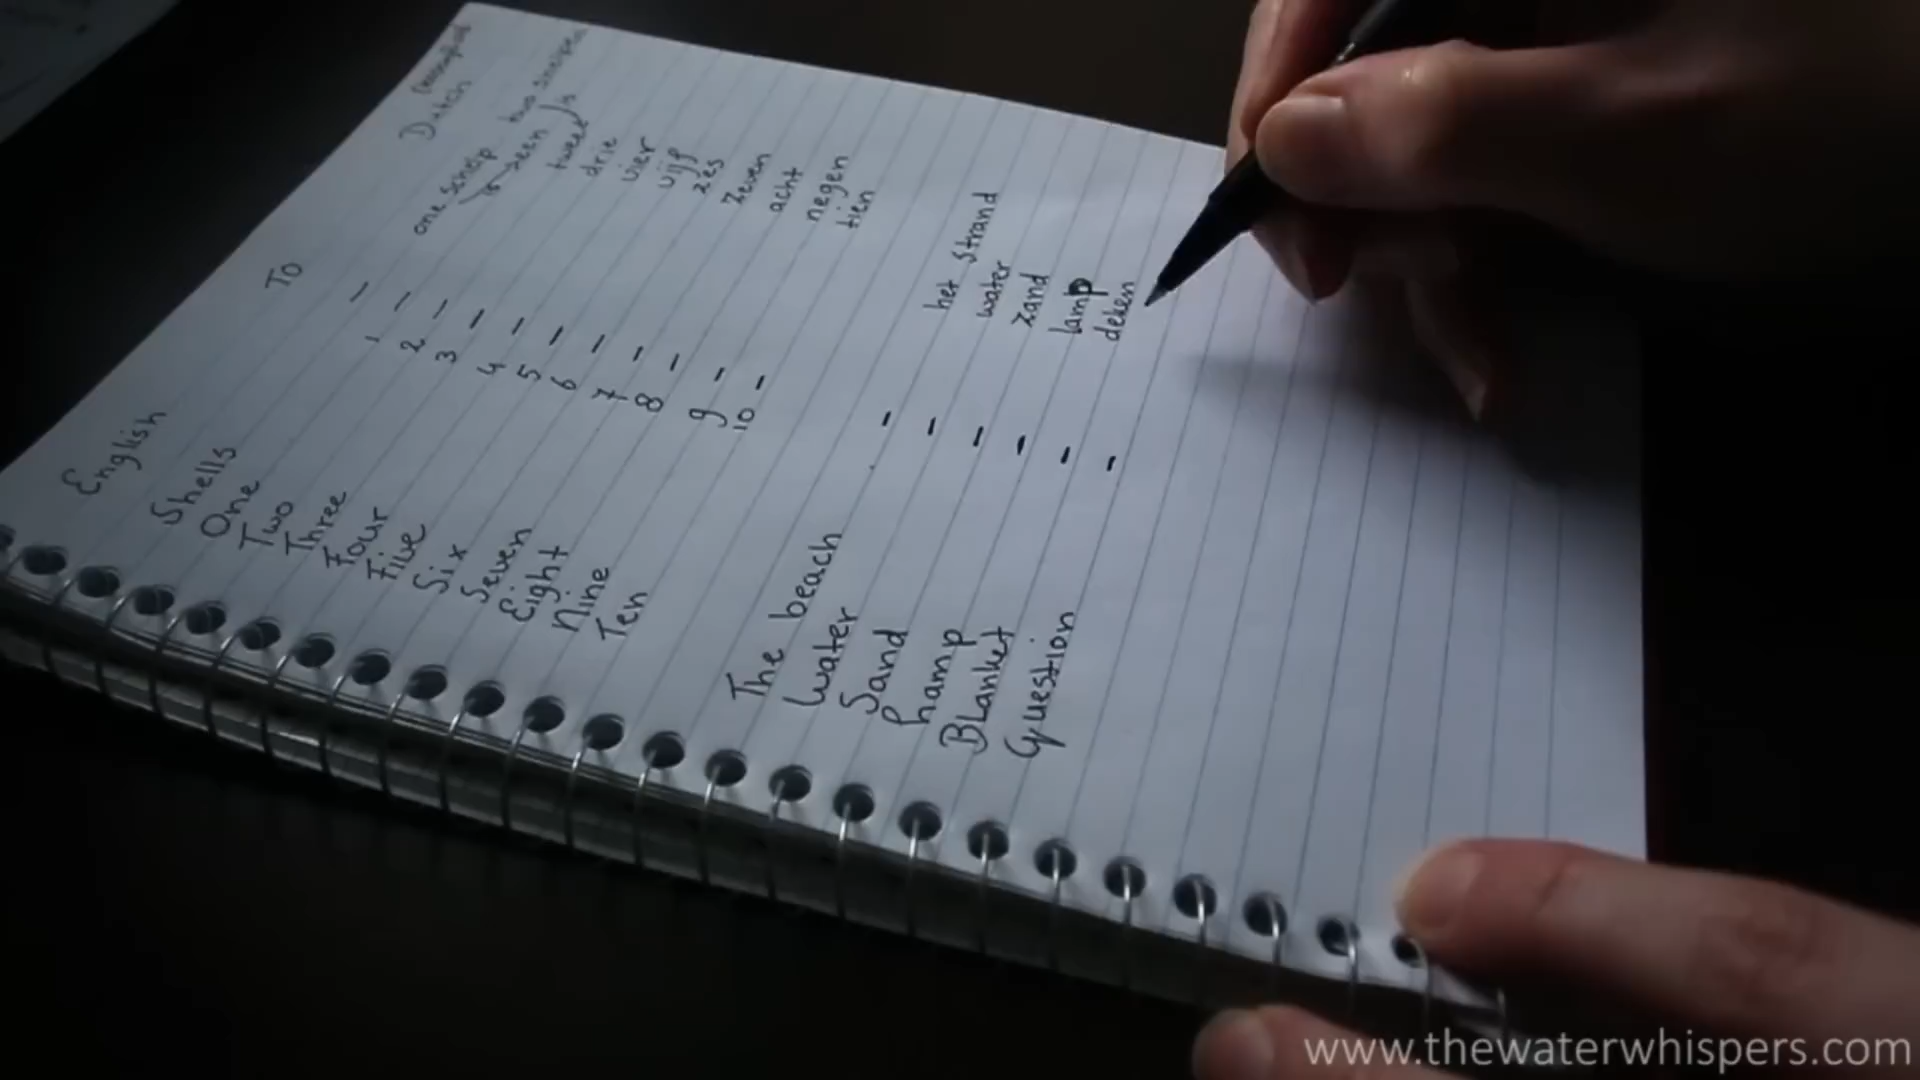 English To Dutch
Shells - one schelp, two schelpen
One 1 - een
Two 2 - twee
Three 3 - drie
Four 4 - vier
Five 5 - vijf
Six 6 - zes
Seven 7 - zeven
Eight 8 - acht
Nine 9 - negen
Ten 10 - tien
The beach - het strand
Water - water
Sand - zand
Lamp - lamp
Blanket - deken
Question -
www.thewaterwhispers.com